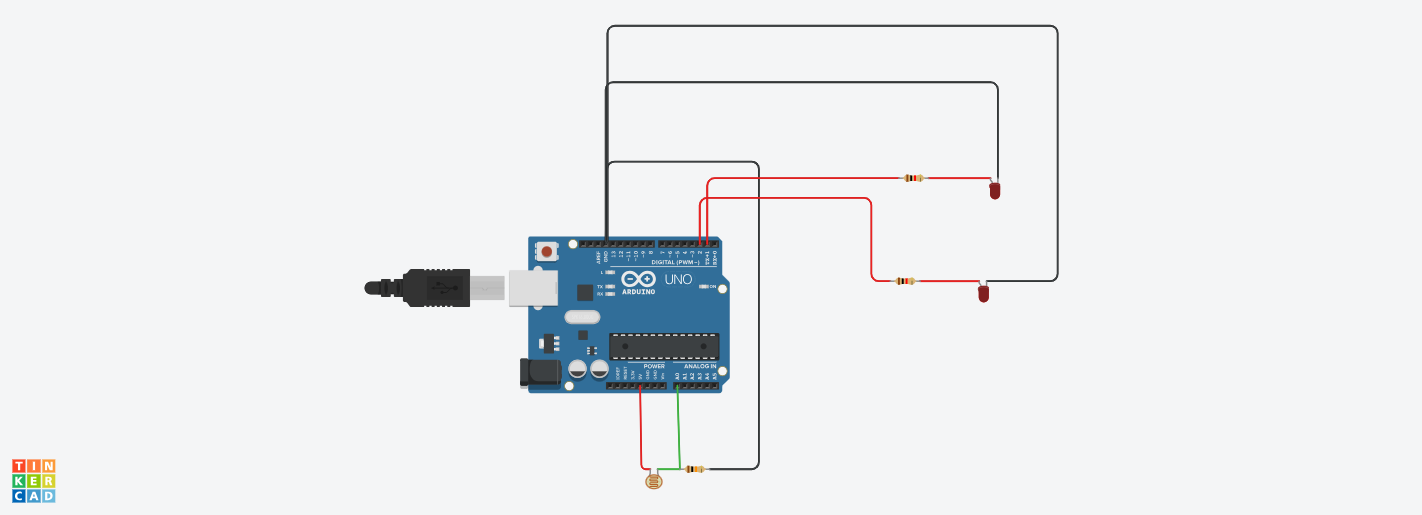 AREF
GND
13
12
~11
~10
~9
8
7
~6
~5
4
~3
2
TX→1
RX←0
DIGITAL (PWM~)
L
TX
RX
UNO
ARDUINO
ON
POWER
ANALOG IN
IOREF
RESET
3.3V
5V
GND
GND
Vin
A0
A1
A2
A3
A4
A5
TIN
KER
CAD